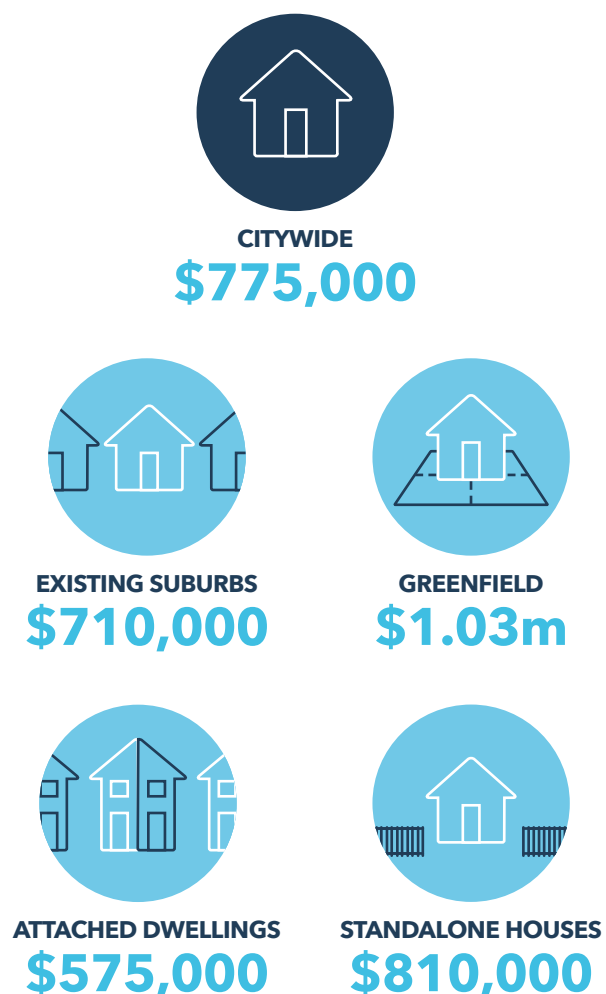 CITYWIDE
$775,000
EXISTING SUBURBS
$710,000
GREENFIELD
$1.03m
ATTACHED DWELLINGS
$575,000
STANDALONE HOUSES
$810,000